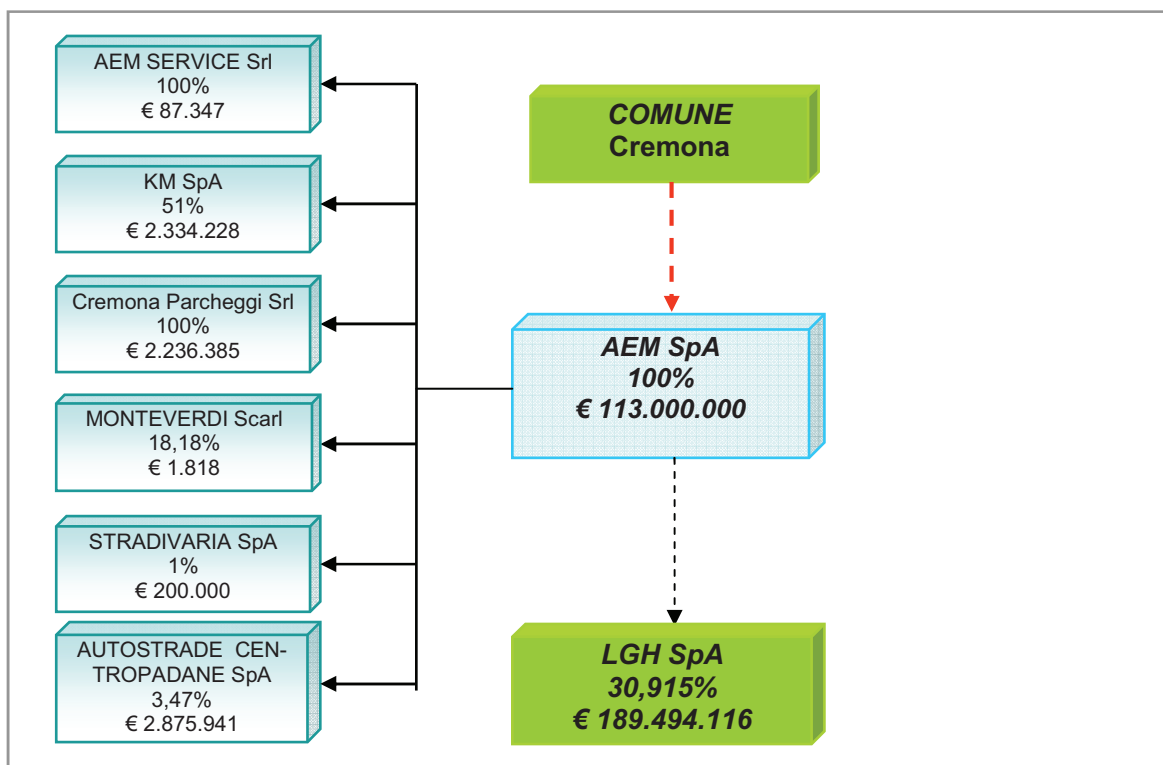 AEM SERVICE Srl
100%
€ 87.347
KM SpA
51%
€ 2.334.228
Cremona Parcheggi Srl
100%
€ 2.236.385
MONTEVERDI Scarl
18,18%
€ 1.818
STRADIVARIA SpA
1%
€ 200.000
AUTOSTRADE CEN-
TROPADANE SpA
3,47%
€ 2.875.941
COMUNE
Cremona
AEM SpA
100%
€ 113.000.000
LGH SpA
30,915%
€ 189.494.116